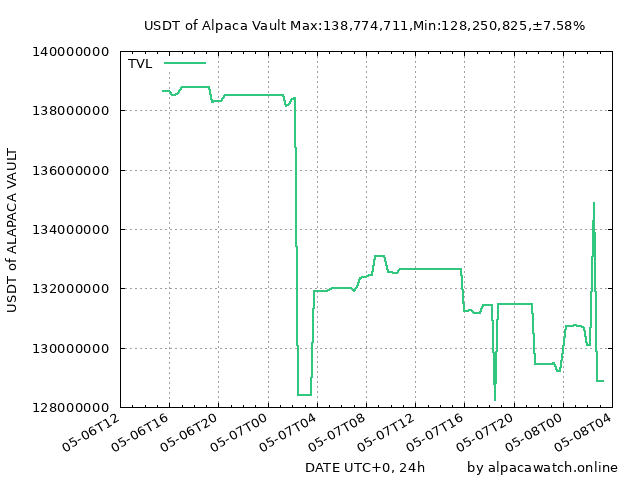 USDT of Alpaca Vault Max:138,774,711,Min:128,250,825,±7.58%
TVL
140000000
138000000
136000000
134000000
132000000
130000000
128000000
USDT of ALAPACA VAULT
05-06T12
05-06T16
05-06T20
05-07T00
05-07T04
05-07T08
05-07T12
05-07T16
05-07T20
05-08T00
05-08T04
DATE UTC+0, 24h
by alpacawatch.online